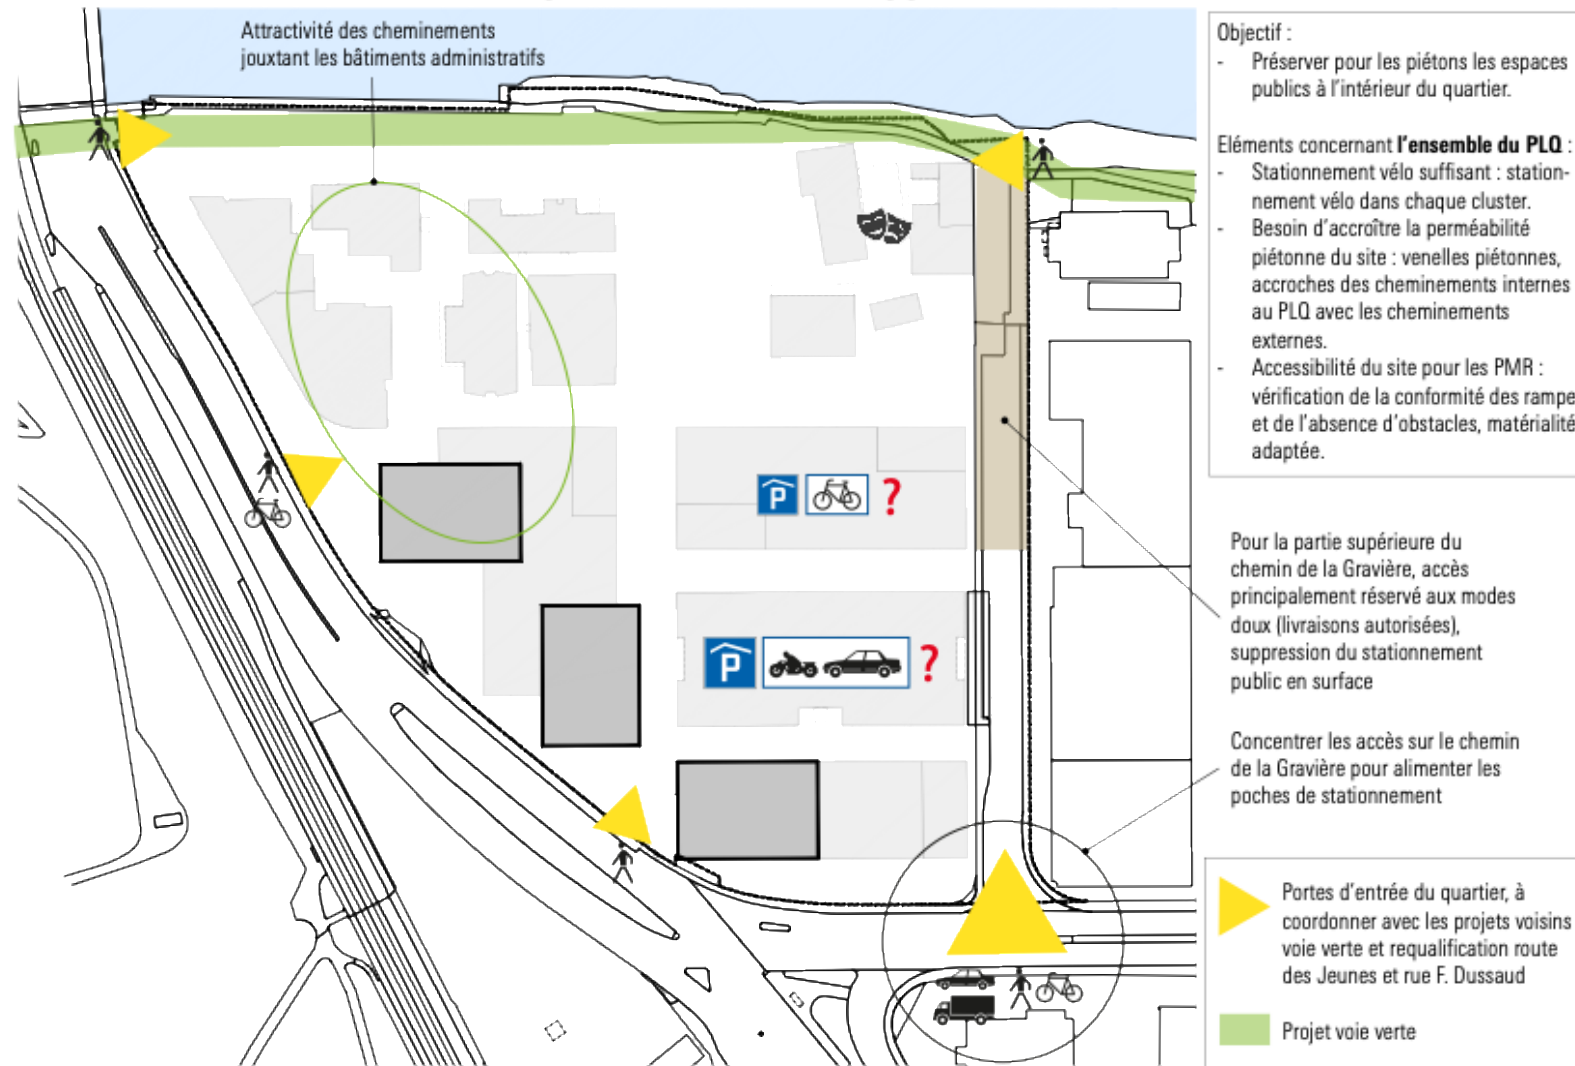 Attractivité des cheminements
jouxtant les bâtiments administratifs
Objectif :
- Préserver pour les piétons les espaces
publics à l'intérieur du quartier.
Eléments concernant l'ensemble du PLQ :
- Stationnement vélo suffisant : station-
nement vélo dans chaque cluster.
- Besoin d'accroître la perméabilité
piétonne du site : venelles piétonnes,
accroches des cheminements internes
au PLQ avec les cheminements
externes.
- Accessibilité du site pour les PMR :
vérification de la conformité des rampe
et de l'absence d'obstacles, matérialité
adaptée.
P ?
P ?
Pour la partie supérieure du
chemin de la Gravière, accès
principalement réservé aux modes
doux (livraisons autorisées),
suppression du stationnement
public en surface
Concentrer les accès sur le chemin
de la Gravière pour alimenter les
poches de stationnement
Portes d'entrée du quartier, à
coordonner avec les projets voisins
voie verte et requalification route
des Jeunes et rue F. Dussaud
Projet voie verte